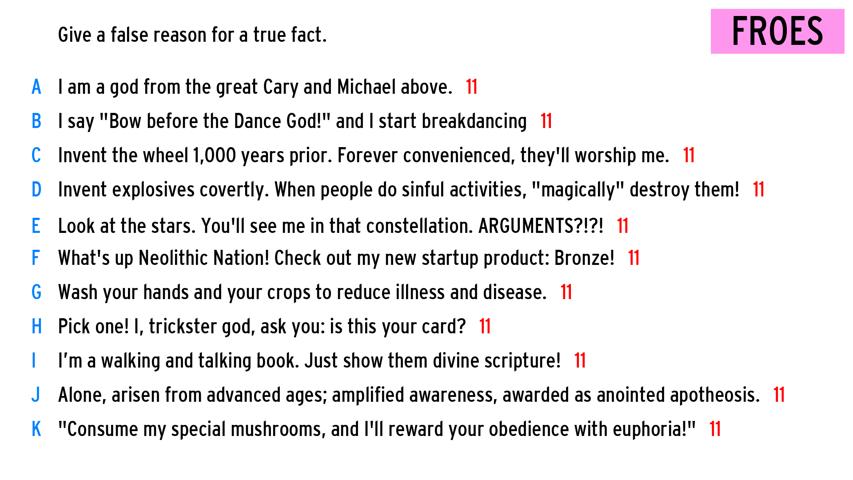 Give a false reason for a true fact.
FROES
A I am a god from the great Cary and Michael above. 11
B I say "Bow before the Dance God!" and I start breakdancing 11
C Invent the wheel 1,000 years prior. Forever convenienced, they'll worship me. 11
D Invent explosives covertly. When people do sinful activities, "magically" destroy them! 11
E Look at the stars. You'll see me in that constellation. ARGUMENTS?!?! 11
F What's up Neolithic Nation! Check out my new startup product: Bronze! 11
G Wash your hands and your crops to reduce illness and disease. 11
H Pick one! I, trickster god, ask you: is this your card? 11
I I’m a walking and talking book. Just show them divine scripture! 11
J Alone, arisen from advanced ages; amplified awareness, awarded as anointed apotheosis. 11
K "Consume my special mushrooms, and I'll reward your obedience with euphoria!" 11